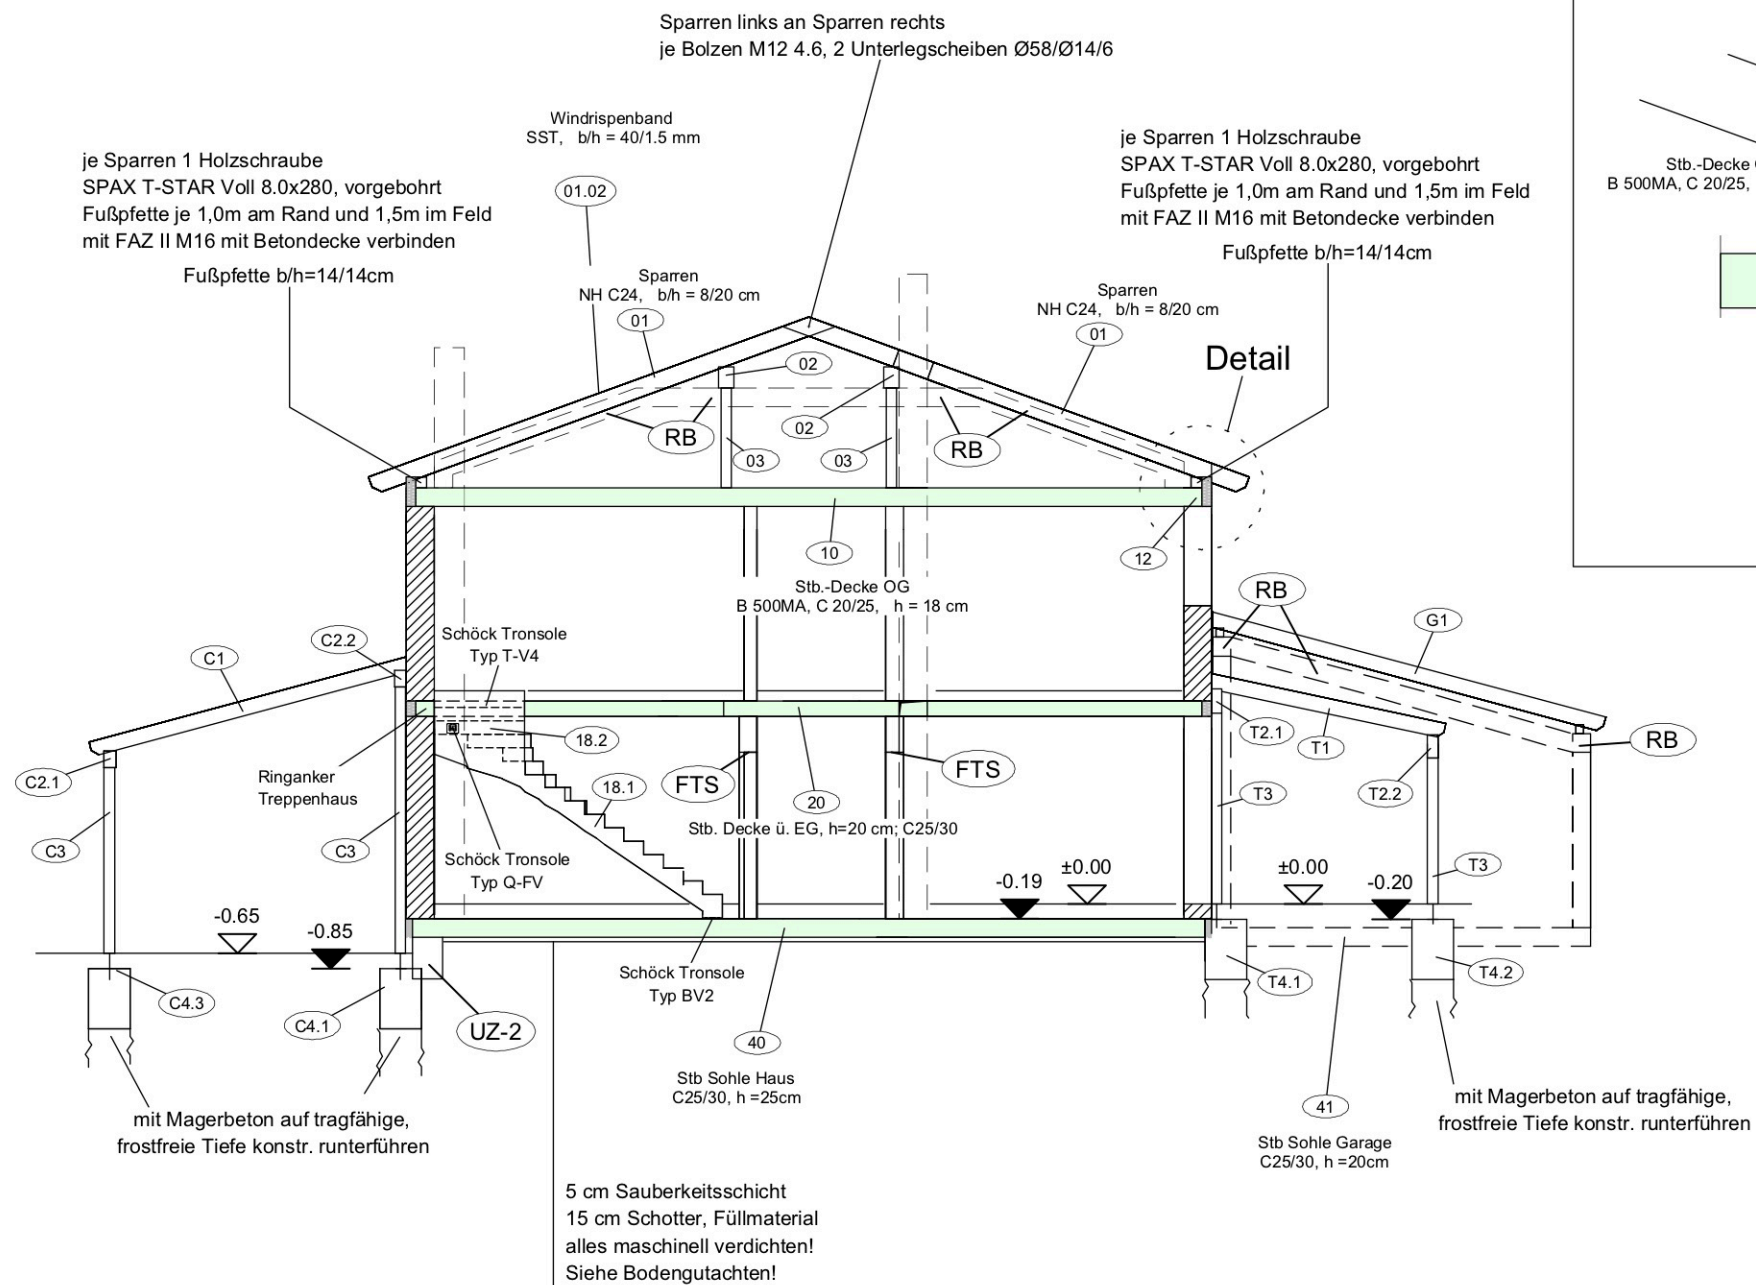 Sparren links an Sparren rechts
je Bolzen M12 4.6, 2 Unterlegscheiben Ø58/Ø14/6
Windrispenband
SST, b/h = 40/1.5 mm
01.02
je Sparren 1 Holzschraube
SPAX T-STAR Voll 8.0x280, vorgebohrt
Fußpfette je 1,0m am Rand und 1,5m im Feld
mit FAZ II M16 mit Betondecke verbinden
Fußpfette b/h=14/14cm
je Sparren 1 Holzschraube
SPAX T-STAR Voll 8.0x280, vorgebohrt
Fußpfette je 1,0m am Rand und 1,5m im Feld
mit FAZ II M16 mit Betondecke verbinden
Fußpfette b/h=14/14cm
Stb.-Decke
B 500MA, C 20/25,
Sparren
NH C24, b/h = 8/20 cm
01
Sparren
NH C24, b/h = 8/20 cm
01
Detail
02
02
RB
RB
03
03
10
12
Stb.-Decke OG
B 500MA, C 20/25, h = 18 cm
RB
G1
C2.2
C1
Schöck Tronsole
Typ T-V4
18.2
T2.1
T1
RB
C2.1
Ringanker
Treppenhaus
18.1
FTS
FTS
20
T3
T2.2
Stb. Decke ü. EG, h=20 cm; C25/30
C3
C3
Schöck Tronsole
Typ Q-FV
-0.19
±0.00
±0.00
-0.20
T3
-0.65
-0.85
Schöck Tronsole
Typ BV2
T4.1
T4.2
C4.3
C4.1
UZ-2
40
Stb Sohle Haus
C25/30, h =25cm
41
Stb Sohle Garage
C25/30, h =20cm
mit Magerbeton auf tragfähige,
frostfreie Tiefe konstr. runterführen
mit Magerbeton auf tragfähige,
frostfreie Tiefe konstr. runterführen
5 cm Sauberkeitsschicht
15 cm Schotter, Füllmaterial
alles maschinell verdichten!
Siehe Bodengutachten!